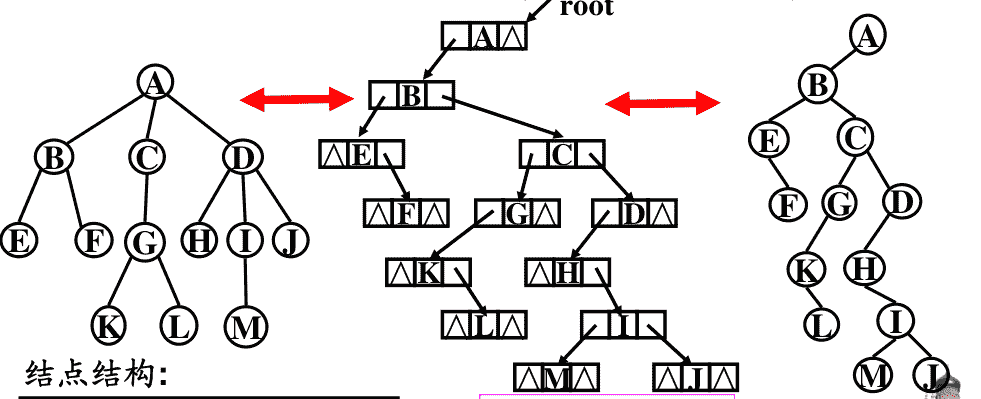 root
A ∧
A
A
B
B
B C D
E
C
E
C
E F G H I J
∧ F ∧
G ∧
D ∧
F
G
D
∧ E
∧ K
∧ H
K
H
K L M
∧ L ∧
I
L
I
∧ M ∧
∧ J ∧
M
J
结点结构: